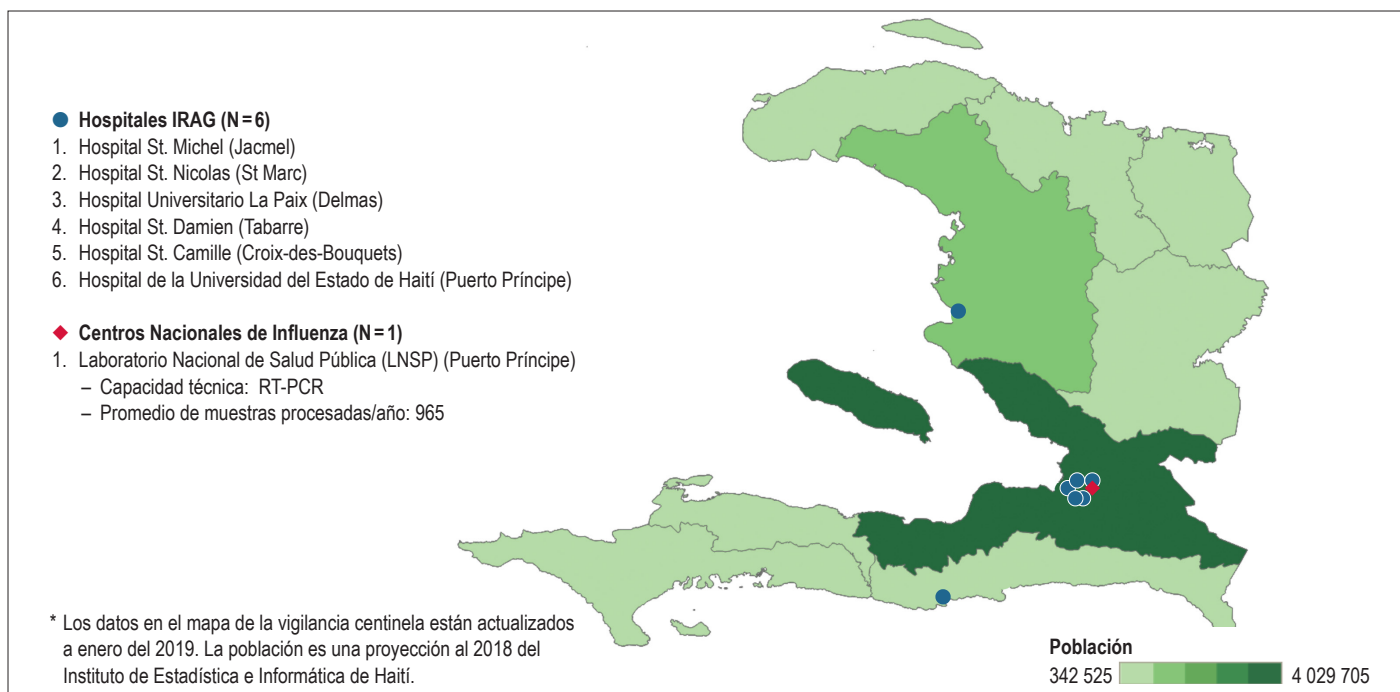 Hospitales IRAG (N = 6)
1. Hospital St. Michel (Jacmel)
2. Hospital St. Nicolas (St Marc)
3. Hospital Universitario La Paix (Delmas)
4. Hospital St. Damien (Tabarre)
5. Hospital St. Camille (Croix-des-Bouquets)
6. Hospital de la Universidad del Estado de Haití (Puerto Príncipe)
Centros Nacionales de Influenza (N = 1)
1. Laboratorio Nacional de Salud Pública (LNSP) (Puerto Príncipe)
– Capacidad técnica: RT-PCR
– Promedio de muestras procesadas/año: 965
* Los datos en el mapa de la vigilancia centinela están actualizados
a enero del 2019. La población es una proyección al 2018 del
Instituto de Estadística e Informática de Haití.
Población
342 525 4 029 705